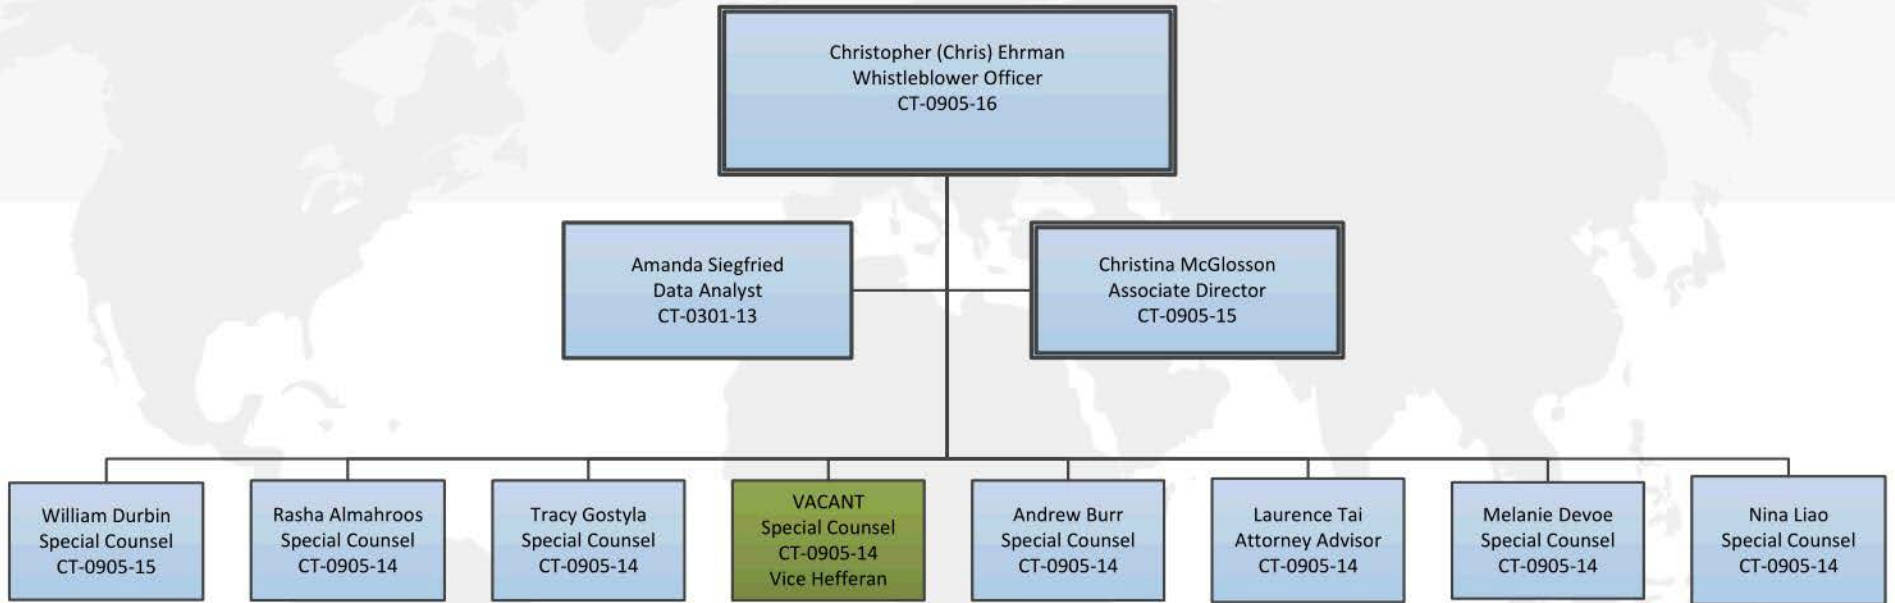 Christopher (Chris) Ehrman
Whistleblower Officer
CT-0905-16
Amanda Siegfried
Data Analyst
CT-0301-13
Christina McGlosson
Associate Director
CT-0905-15
William Durbin
Special Counsel
CT-0905-15
Rasha Almahroos
Special Counsel
CT-0905-14
Tracy Gostyla
Special Counsel
CT-0905-14
VACANT
Special Counsel
CT-0905-14
Vice Hefferan
Andrew Burr
Special Counsel
CT-0905-14
Laurence Tai
Attorney Advisor
CT-0905-14
Melanie Devoe
Special Counsel
CT-0905-14
Nina Liao
Special Counsel
CT-0905-14